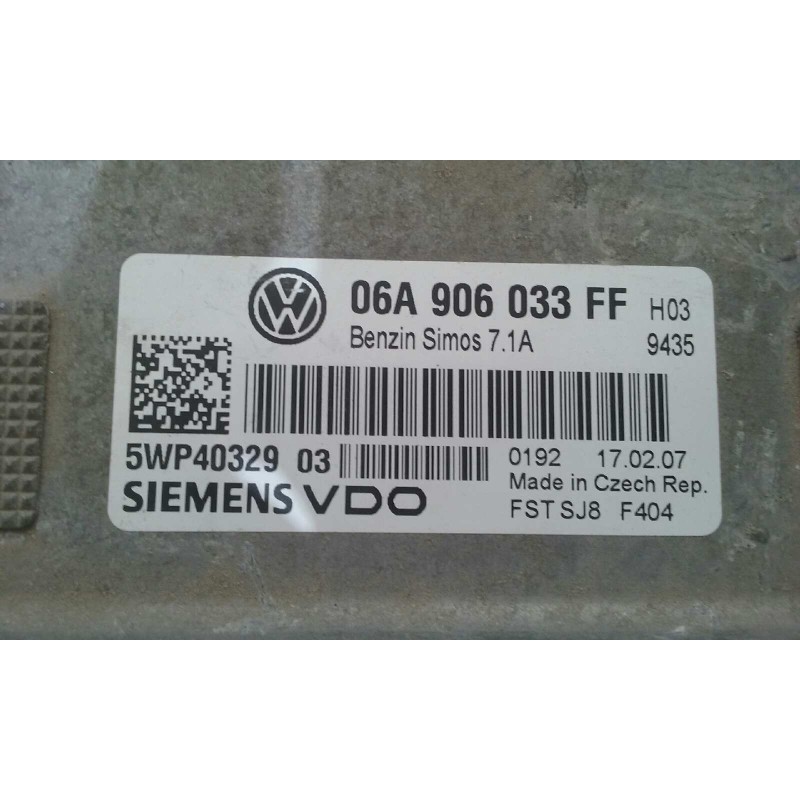 06A 906 033 FF H03
Benzin Simos 7.1A 9435
5WP40329 03
0192 17.02.07
Made in Czech Rep.
SIEMENS VDO
FST SJ8 F404